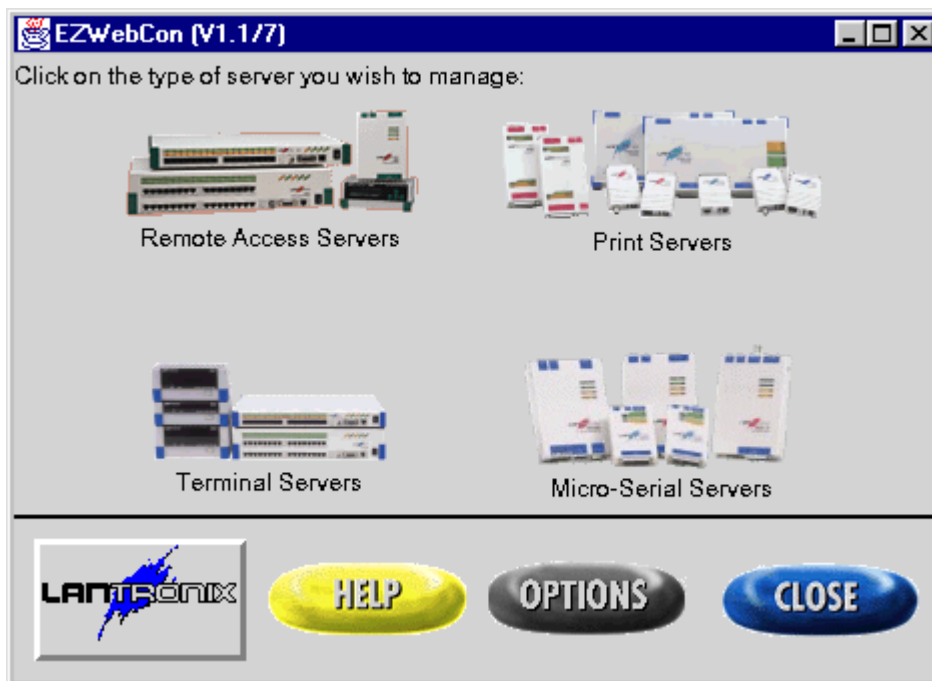 EZWebCon (V1.1/7)
Click on the type of server you wish to manage:
Remote Access Servers
Print Servers
Terminal Servers
Micro-Serial Servers
LANTRONIX
HELP
OPTIONS
CLOSE